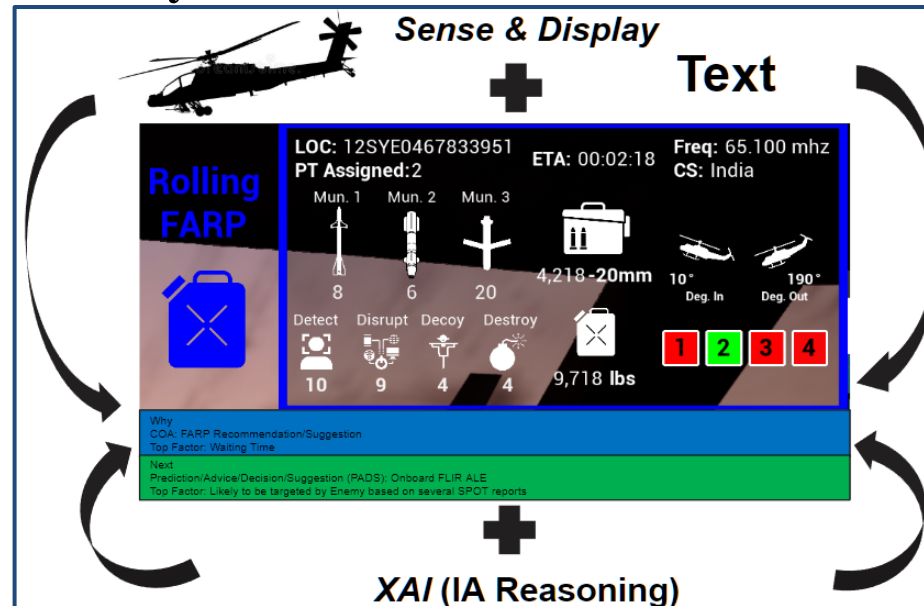 Sense & Display
Text
Rolling
FARP
LOC: 12SYE0467833951
PT Assigned:2
ETA: 00:02:18
Freq: 65.100 mhz
CS: India
Mun. 1 Mun. 2 Mun. 3
8 6 20
4,218-20mm
10° 190°
Deg. In Deg. Out
Detect Disrupt Decoy Destroy
10 9 4 4
9,718 lbs
1 2 3 4
Why
COA: FARP Recommendation/Suggestion
Top Factor: Waiting Time
Next
Prediction/Advice/Decision/Suggestion (PADS): Onboard FLIR ALE
Top Factor: Likely to be targeted by Enemy based on several SPOT reports
XAI (IA Reasoning)